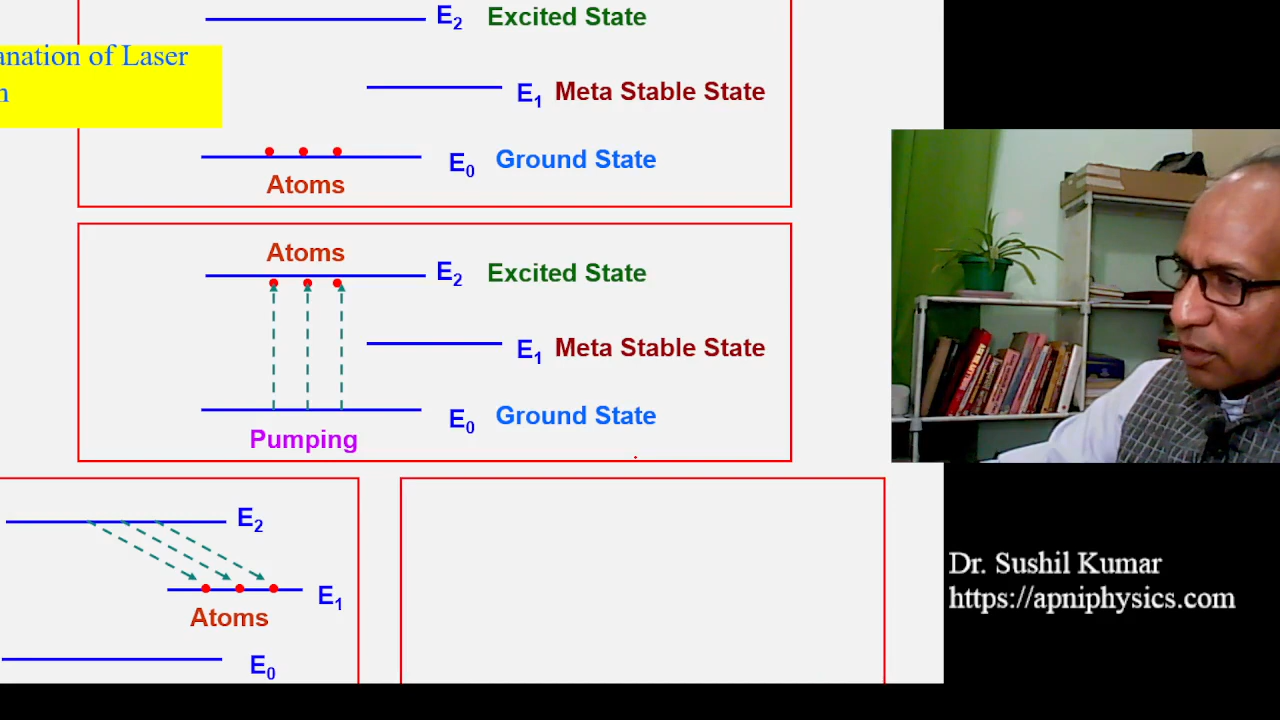 E2 Excited State
anation of Laser
n
E1 Meta Stable State
E0 Ground State
Atoms
Atoms
E2 Excited State
E1 Meta Stable State
E0 Ground State
Pumping
E2
E1
Atoms
E0
Dr. Sushil Kumar
https://apniphysics.com